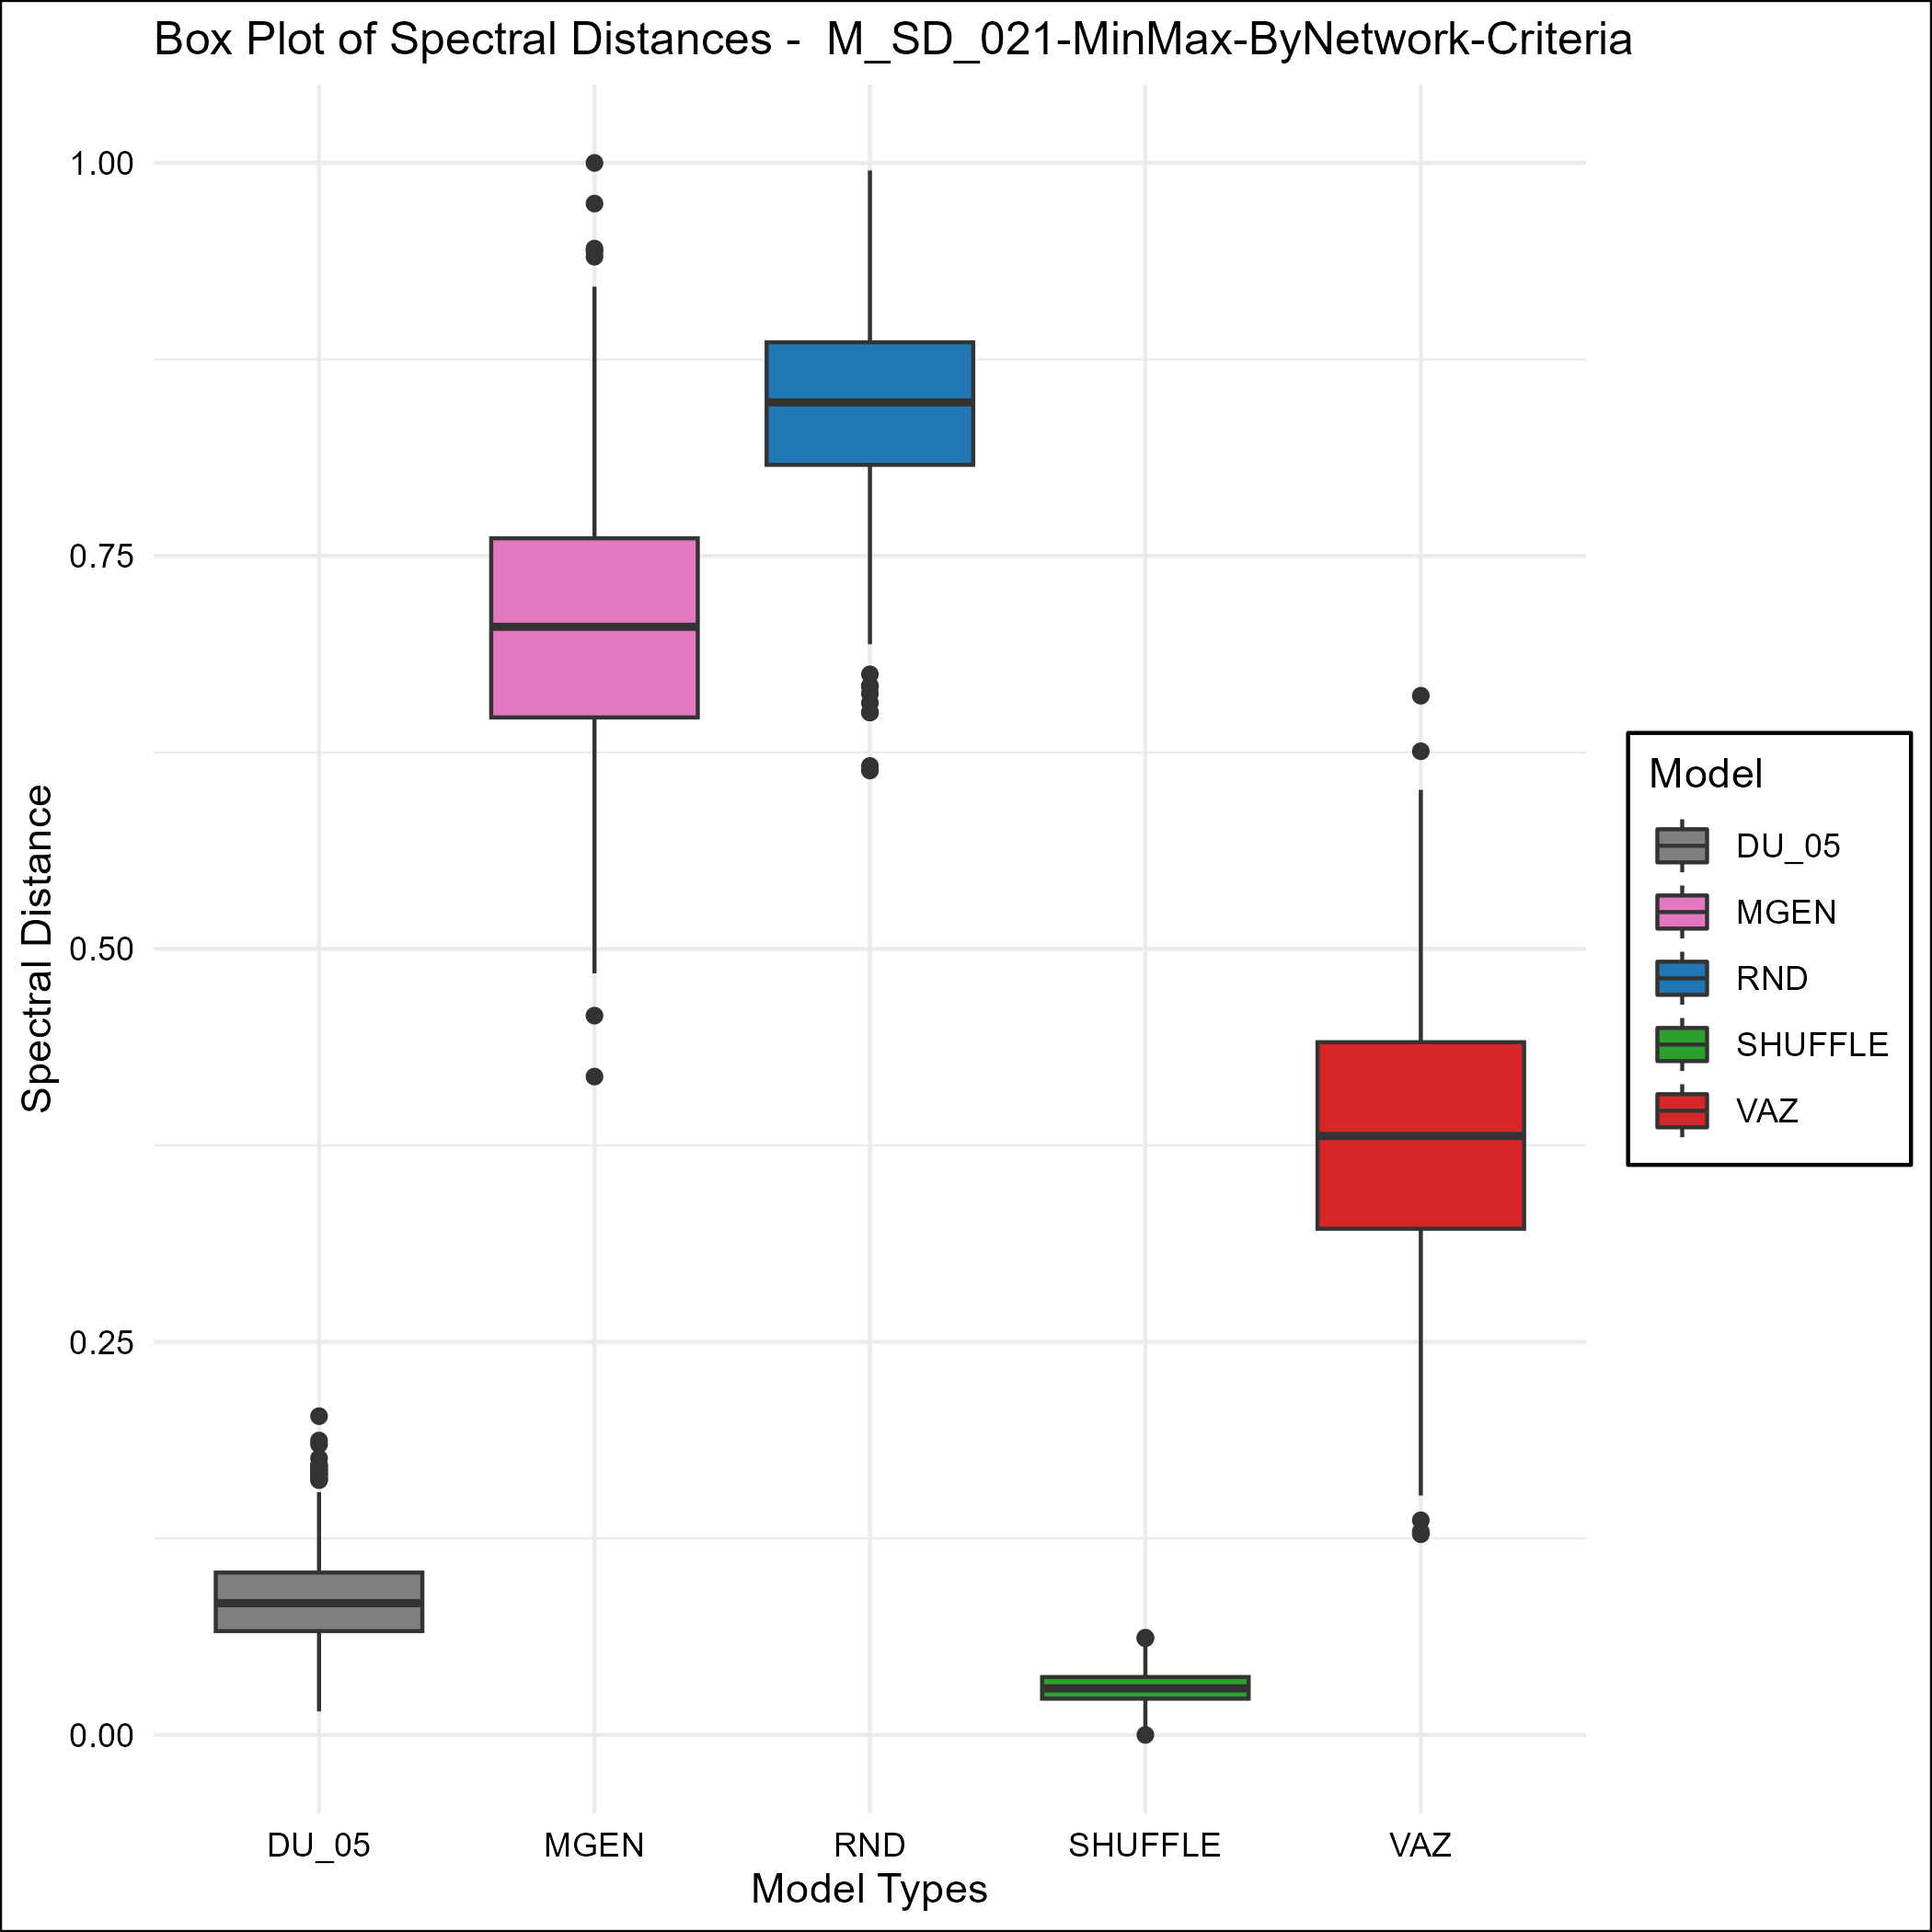 Box Plot of Spectral Distances -  M_SD_021-MinMax-ByNetwork-Criteria
1.00
0.75
0.50
0.25
0.00
Spectral Distance
DU_05
MGEN
RND
SHUFFLE
VAZ
Model Types
Model
DU_05
MGEN
RND
SHUFFLE
VAZ